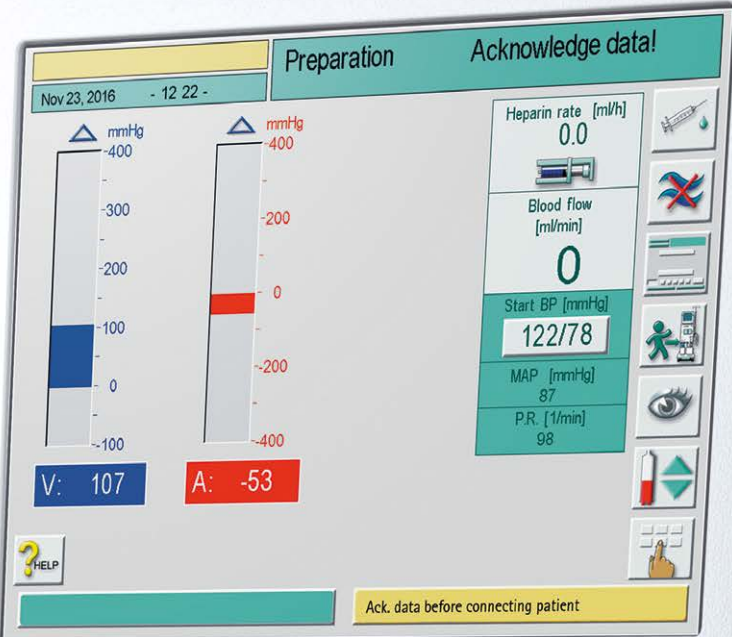 Preparation Acknowledge data!
Nov 23, 2016 - 12 22 -
mmHg
-400
-300
-200
-100
- 0
--100
V: 107
mmHg
-400
-200
- 0
--200
-400
A: -53
Heparin rate [ml/h]
0.0
Blood flow
[ml/min]
0
Start BP [mmHg]
122/78
MAP [mmHg]
87
P.R. [1/min]
98
?HELP
Ack. data before connecting patient